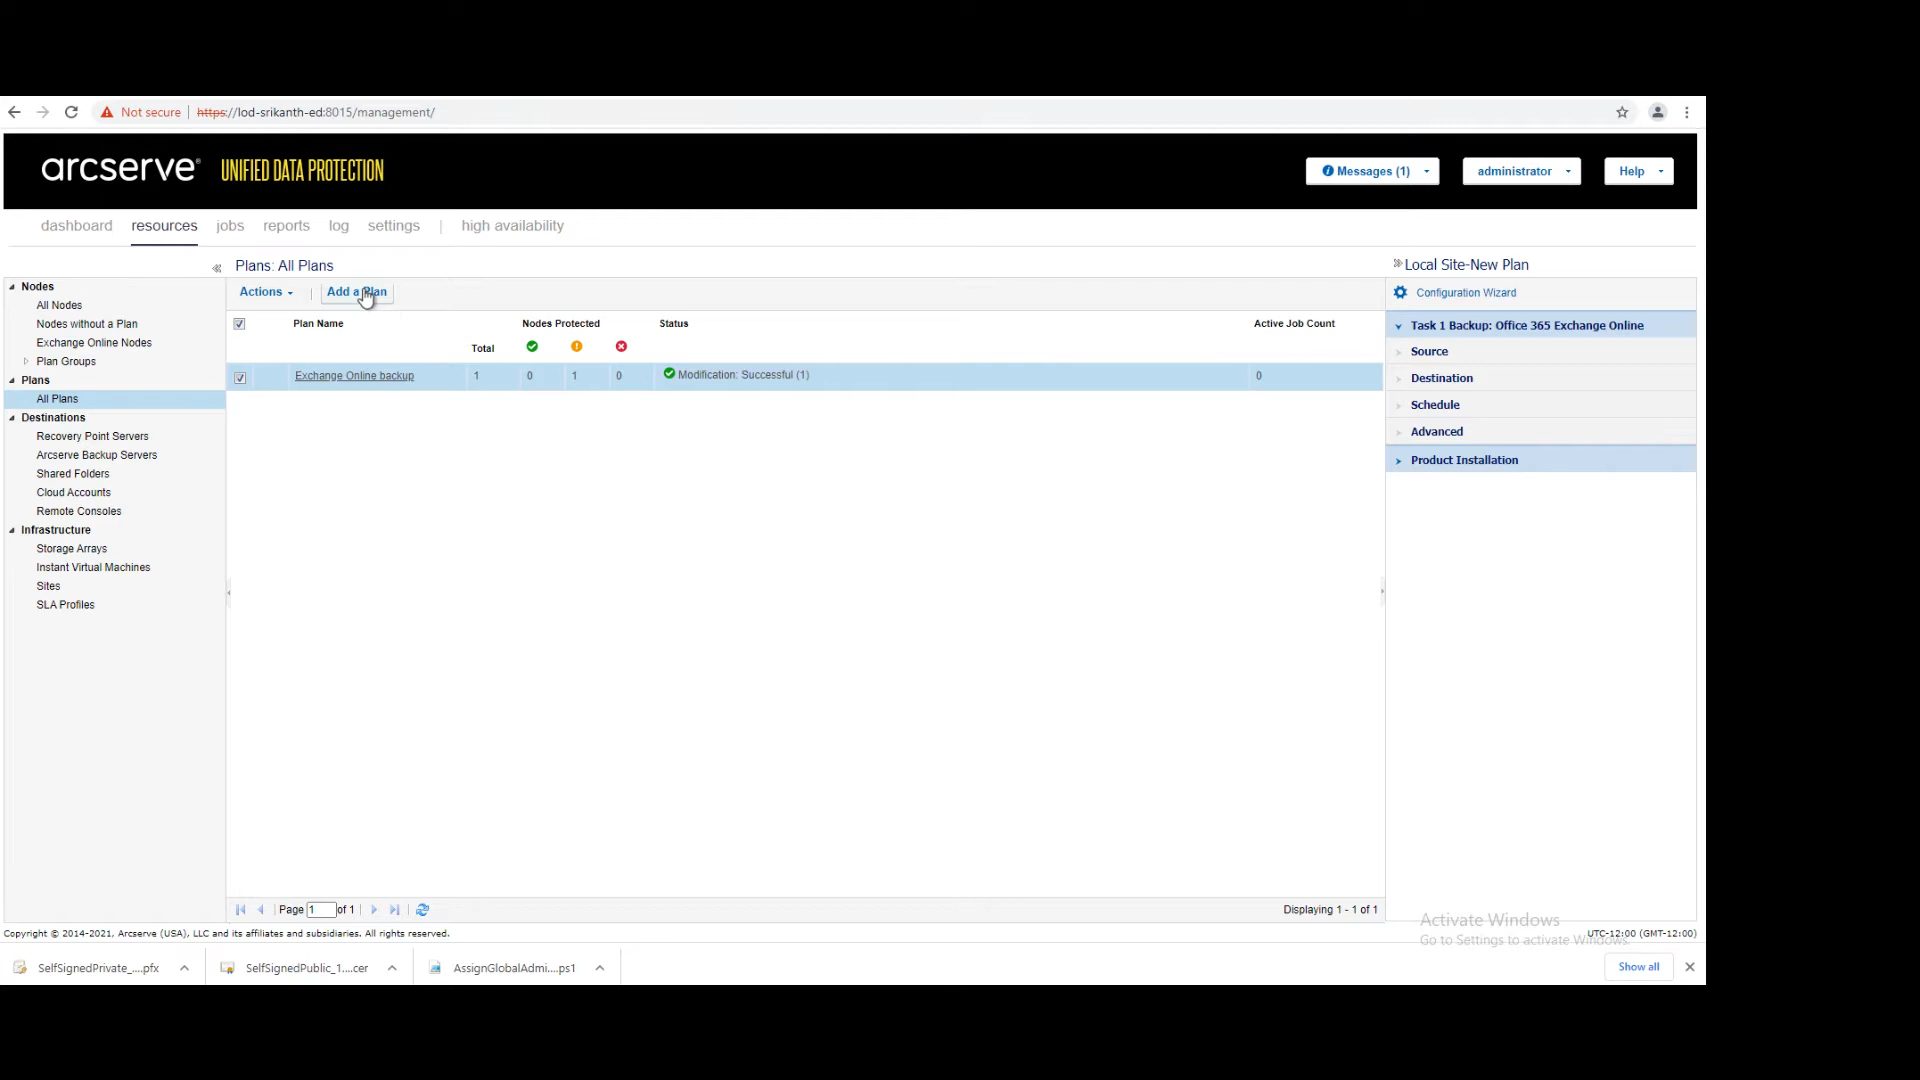 Not secure | https://lod-srikanth-ed:8015/management/
arcserve® UNIFIED DATA PROTECTION
Messages (1)
administrator
Help
dashboard resources jobs reports log settings | high availability
Nodes
All Nodes
Nodes without a Plan
Exchange Online Nodes
Plan Groups
Plans
All Plans
Destinations
Recovery Point Servers
Arcserve Backup Servers
Shared Folders
Cloud Accounts
Remote Consoles
Infrastructure
Storage Arrays
Instant Virtual Machines
Sites
SLA Profiles
Plans: All Plans
Actions | Add a Plan
Plan Name Nodes Protected Status Active Job Count
Total
Exchange Online backup 1 0 1 0 Modification: Successful (1) 0
Page 1 of 1
Displaying 1 - 1 of 1
Local Site-New Plan
Configuration Wizard
Task 1 Backup: Office 365 Exchange Online
Source
Destination
Schedule
Advanced
Product Installation
Activate Windows
Go to Settings to activate Windows.
Copyright © 2014-2021, Arcserve (USA), LLC and its affiliates and subsidiaries. All rights reserved.
UTC-12:00 (GMT-12:00)
SelfSignedPrivate_....pfx
SelfSignedPublic_1....cer
AssignGlobalAdmi....ps1
Show all